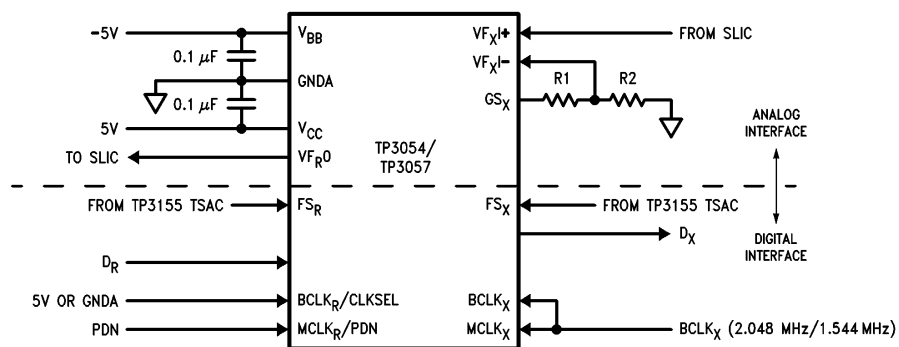 -5V
V_BB
VF_XI+
FROM SLIC
0.1 μF
VF_XI-
GNDA
R1
R2
GS_X
0.1 μF
ANALOG
INTERFACE
5V
V_CC
TP3054/
TP3057
TO SLIC
VF_RO
FROM TP3155 TSAC
FS_R
FS_X
FROM TP3155 TSAC
D_X
DIGITAL
INTERFACE
D_R
5V OR GNDA
BCLK_R/CLKSEL
BCLK_X
PDN
MCLK_R/PDN
MCLK_X
BCLK_X (2.048 MHz/1.544 MHz)